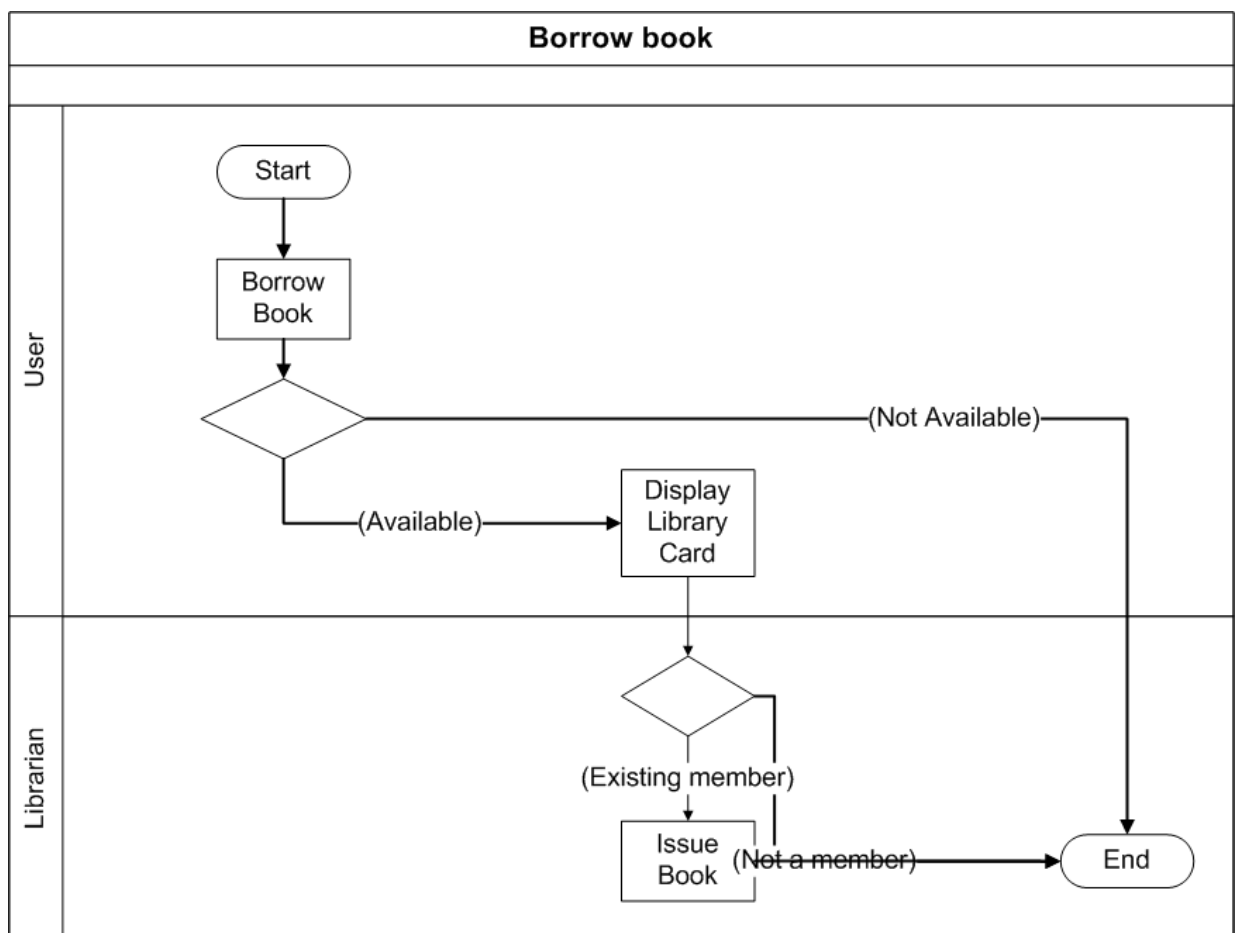 Borrow book
User
Start
Borrow
Book
(Not Available)
(Available)
Display
Library
Card
Librarian
(Existing member)
Issue
Book
(Not a member)
End